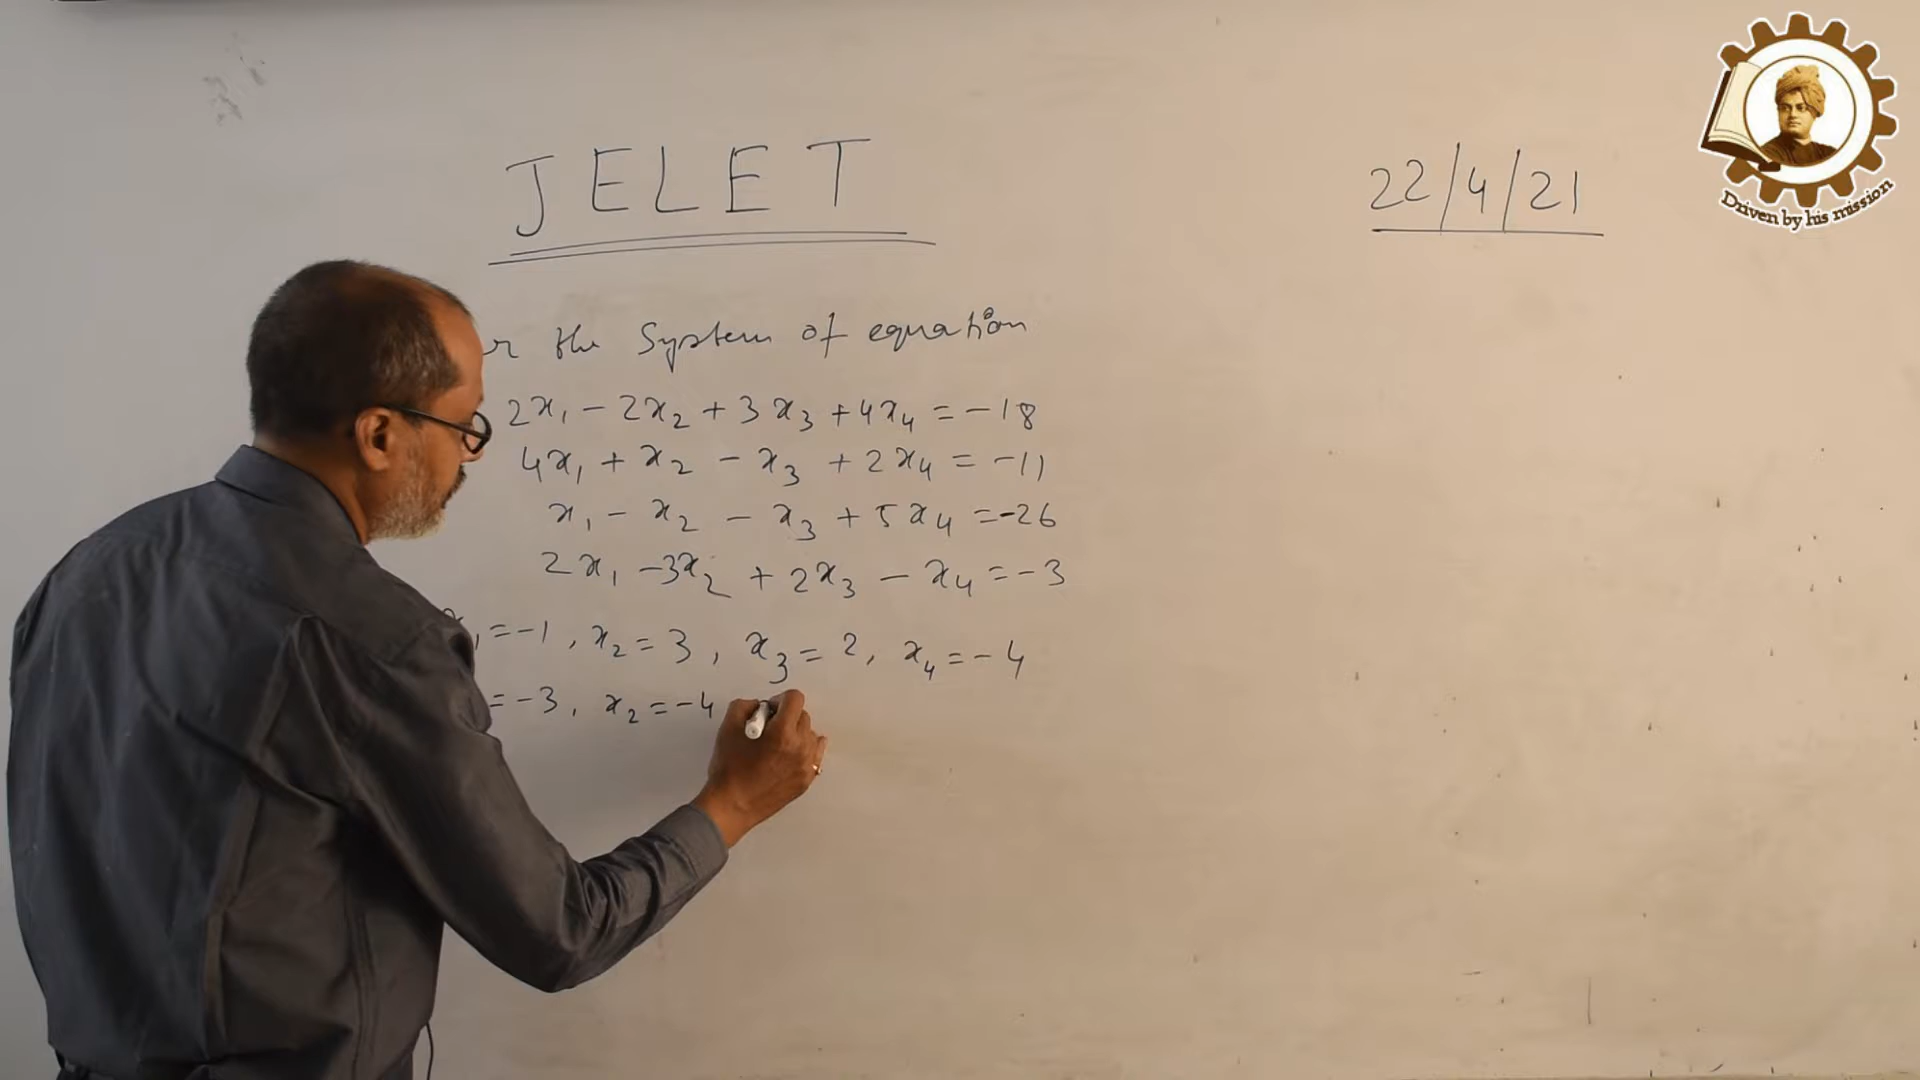 JELET
22/4/21
Driven by his mission
the System of equation
2x₁ - 2x₂ + 3x₃ + 4x₄ = -18
4x₁ + x₂ - x₃ + 2x₄ = -11
x₁ - x₂ - x₃ + 5x₄ = -26
2x₁ - 3x₂ + 2x₃ - x₄ = -3
x₁ = -1, x₂ = 3, x₃ = 2, x₄ = -4
= -3, x₂ = -4